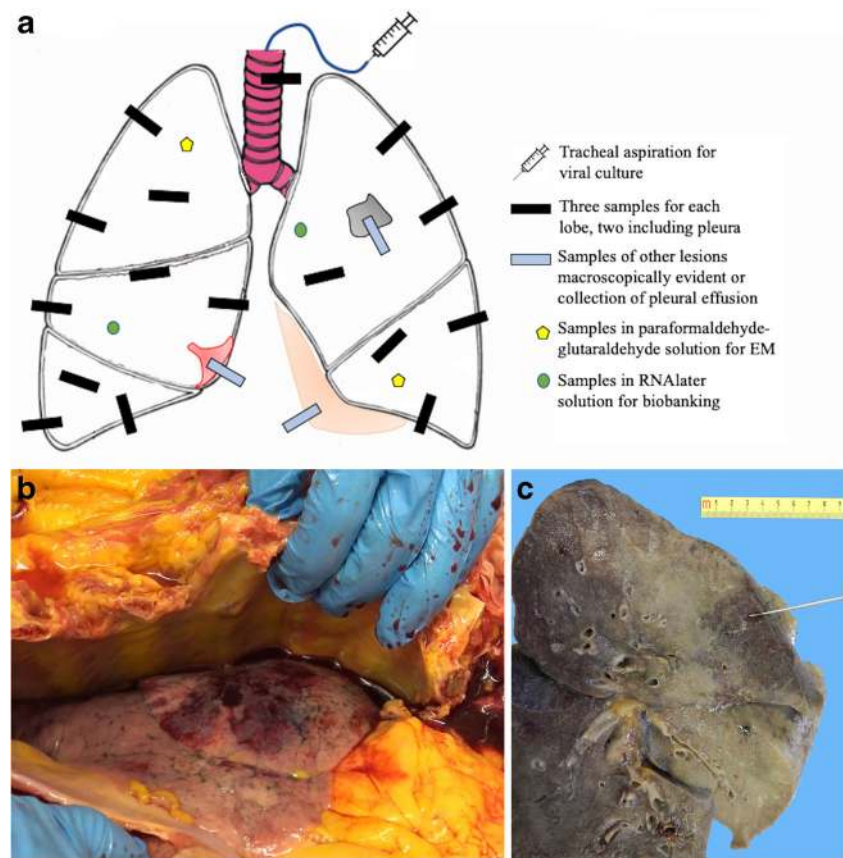 a
Tracheal aspiration for
viral culture
Three samples for each
lobe, two including pleura
Samples of other lesions
macroscopically evident or
collection of pleural effusion
Samples in paraformaldehyde-
glutaraldehyde solution for EM
Samples in RNAlater
solution for biobanking
b
c